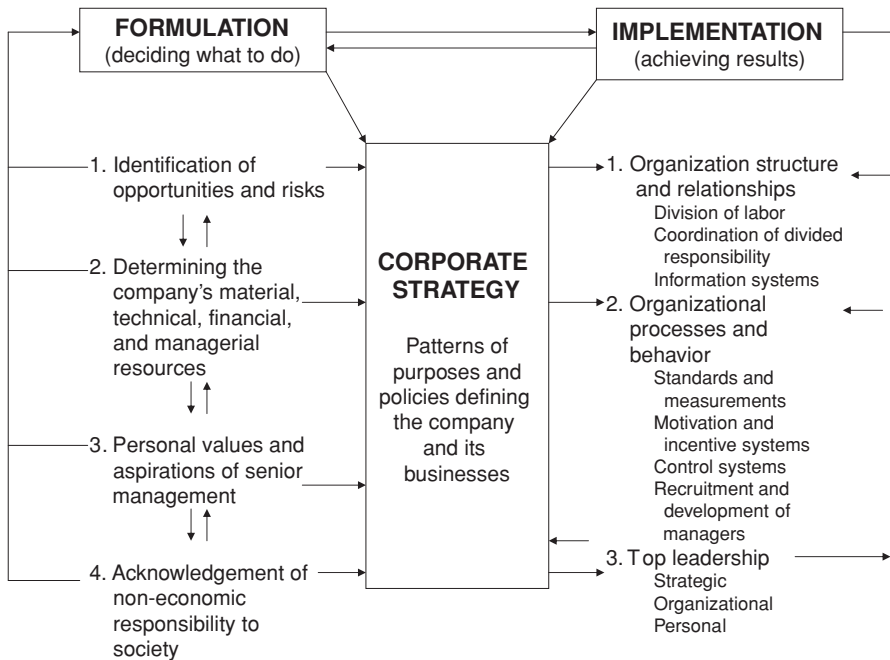 FORMULATION
(deciding what to do)
IMPLEMENTATION
(achieving results)
1. Identification of
opportunities and risks
2. Determining the
company's material,
technical, financial,
and managerial
resources
3. Personal values and
aspirations of senior
management
4. Acknowledgement of
non-economic
responsibility to
society
CORPORATE
STRATEGY
Patterns of
purposes and
policies defining
the company
and its
businesses
1. Organization structure
and relationships
Division of labor
Coordination of divided
responsibility
Information systems
2. Organizational
processes and
behavior
Standards and
measurements
Motivation and
incentive systems
Control systems
Recruitment and
development of
managers
3. Top leadership
Strategic
Organizational
Personal